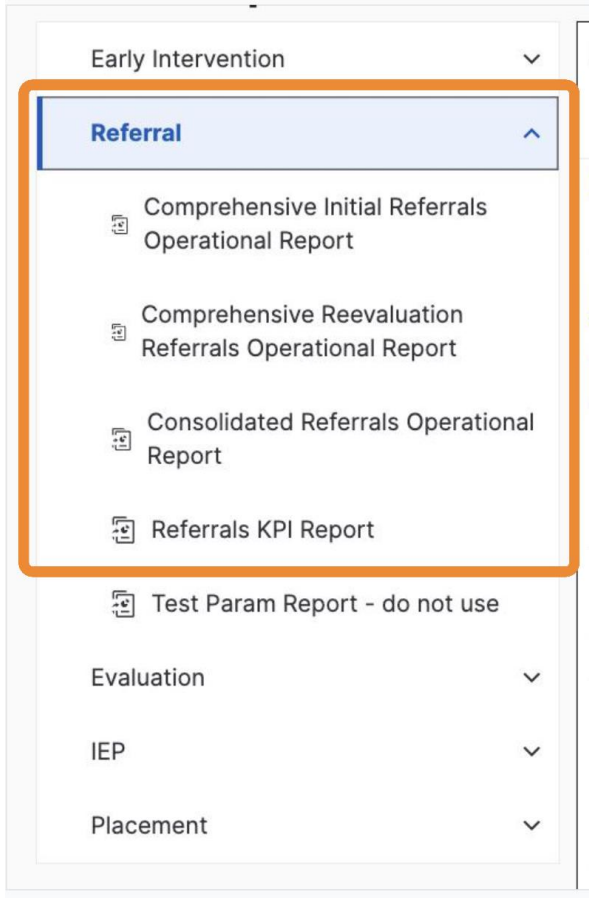 Early Intervention
Referral
Comprehensive Initial Referrals
Operational Report
Comprehensive Reevaluation
Referrals Operational Report
Consolidated Referrals Operational
Report
Referrals KPI Report
Test Param Report - do not use
Evaluation
IEP
Placement